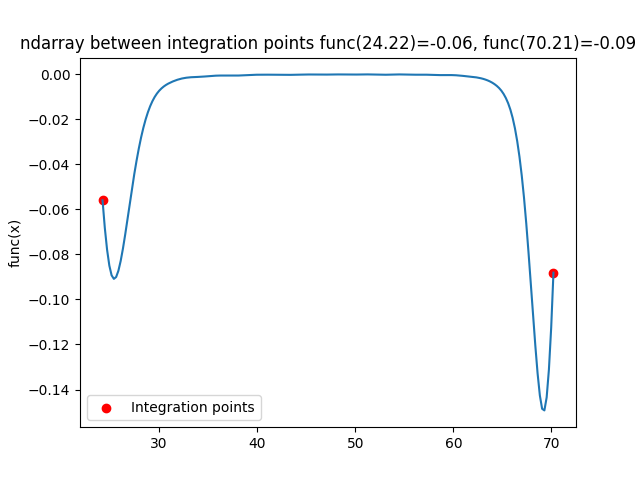 ndarray between integration points func(24.22)=-0.06, func(70.21)=-0.09
0.00
−0.02
−0.04
−0.06
−0.08
−0.10
−0.12
−0.14
func(x)
Integration points
30 40 50 60 70